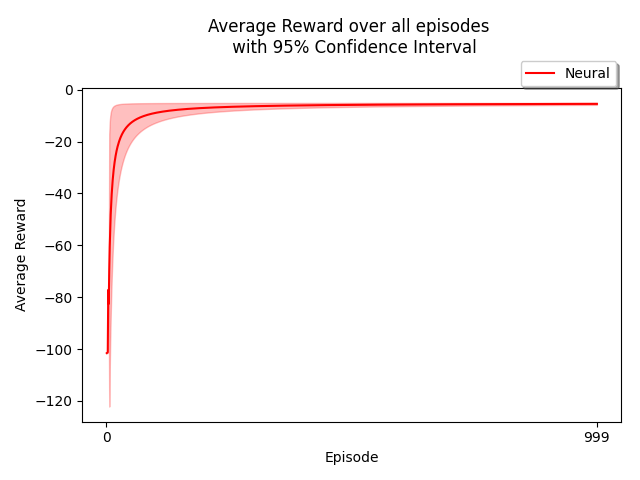 Average Reward over all episodes
with 95% Confidence Interval
Neural
0
−20
−40
−60
−80
−100
−120
Average Reward
0
999
Episode